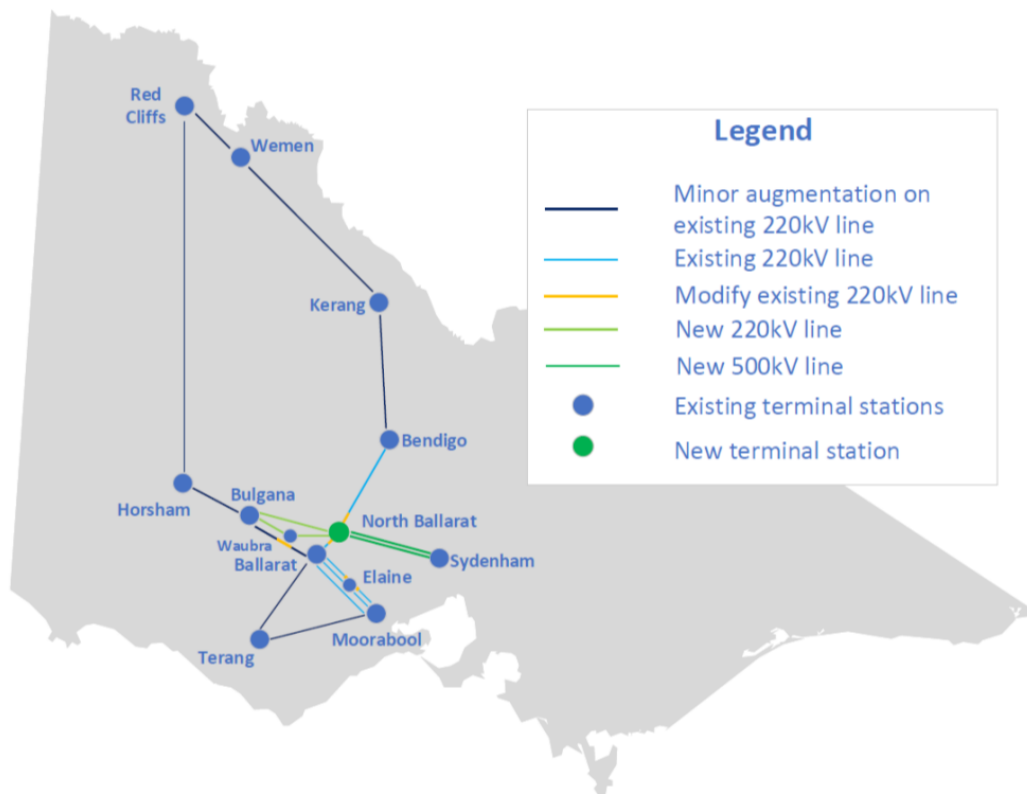 Red
Cliffs
Wemen
Kerang
Bendigo
Horsham
Bulgana
North Ballarat
Waubra
Ballarat
Sydenham
Elaine
Moorabool
Terang
Legend
Minor augmentation on
existing 220kV line
Existing 220kV line
Modify existing 220kV line
New 220kV line
New 500kV line
Existing terminal stations
New terminal station